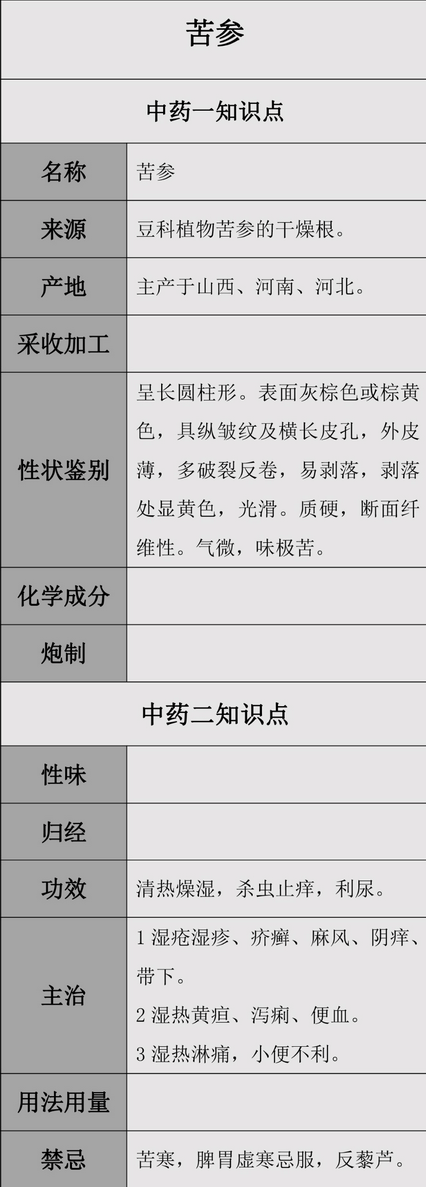 苦参
中药一知识点
名称 苦参
来源 豆科植物苦参的干燥根。
产地 主产于山西、河南、河北。
采收加工
呈长圆柱形。表面灰棕色或棕黄
色，具纵皱纹及横长皮孔，外皮
性状鉴别 薄，多破裂反卷，易剥落，剥落
处显黄色，光滑。质硬，断面纤
维性。气微，味极苦。
化学成分
炮制
中药二知识点
性味
归经
功效 清热燥湿，杀虫止痒，利尿。
1 湿疮湿疹、疥癣、麻风、阴痒、
带下。
主治
2 湿热黄疸、泻痢、便血。
3 湿热淋痛，小便不利。
用法用量
禁忌 苦寒，脾胃虚寒忌服，反藜芦。